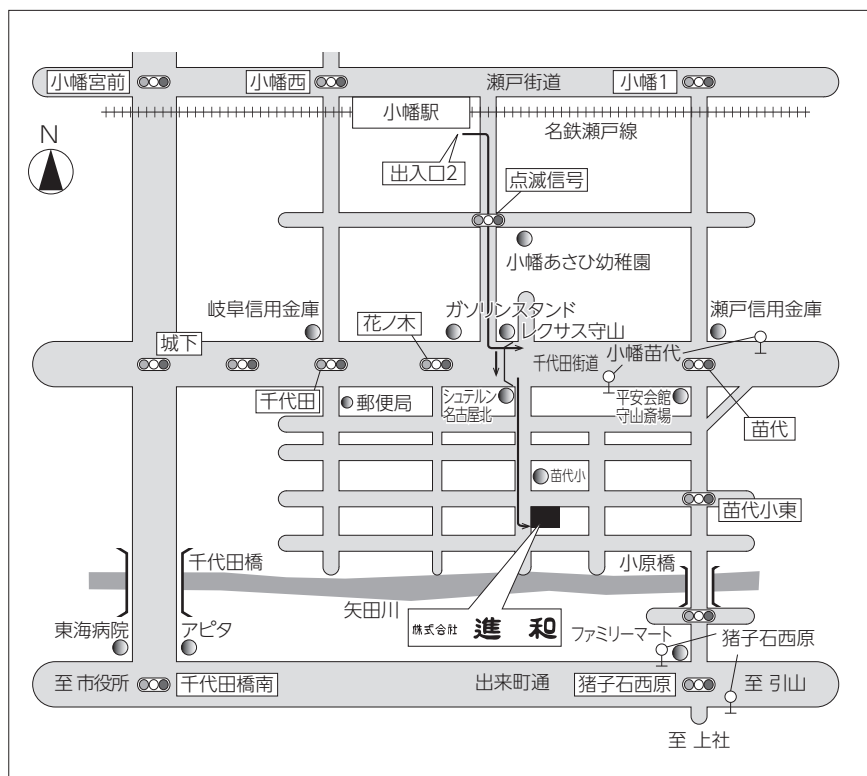 小幡宮前
小幡西
瀬戸街道
小幡1
小幡駅
名鉄瀬戸線
N
出入口2
点滅信号
小幡あさひ幼稚園
岐阜信用金庫
ガソリンスタンド
瀬戸信用金庫
花ノ木
レクサス守山
城下
小幡苗代
千代田街道
千代田
郵便局
シュテルン
名古屋北
平安会館
守山斎場
苗代
苗代小
苗代小東
千代田橋
小原橋
矢田川
東海病院
アピタ
株式会社 進和
ファミリーマート
猪子石西原
至 市役所
千代田橋南
出来町通
猪子石西原
至 引山
至 上社